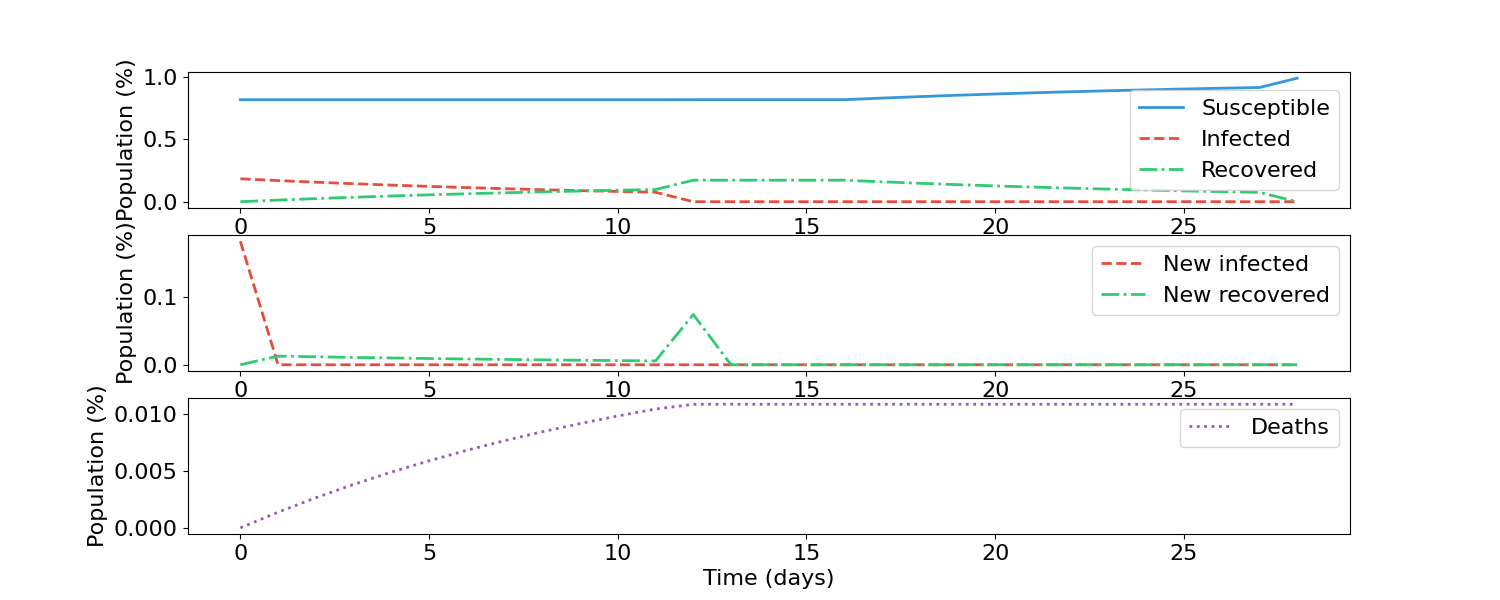 Population (%)
1.0
0.5
0.0
Susceptible
Infected
Recovered
0 5 10 15 20 25
Population (%)
0.1
0.0
New infected
New recovered
0 5 10 15 20 25
Population (%)
0.010
0.005
0.000
Deaths
0 5 10 15 20 25
Time (days)